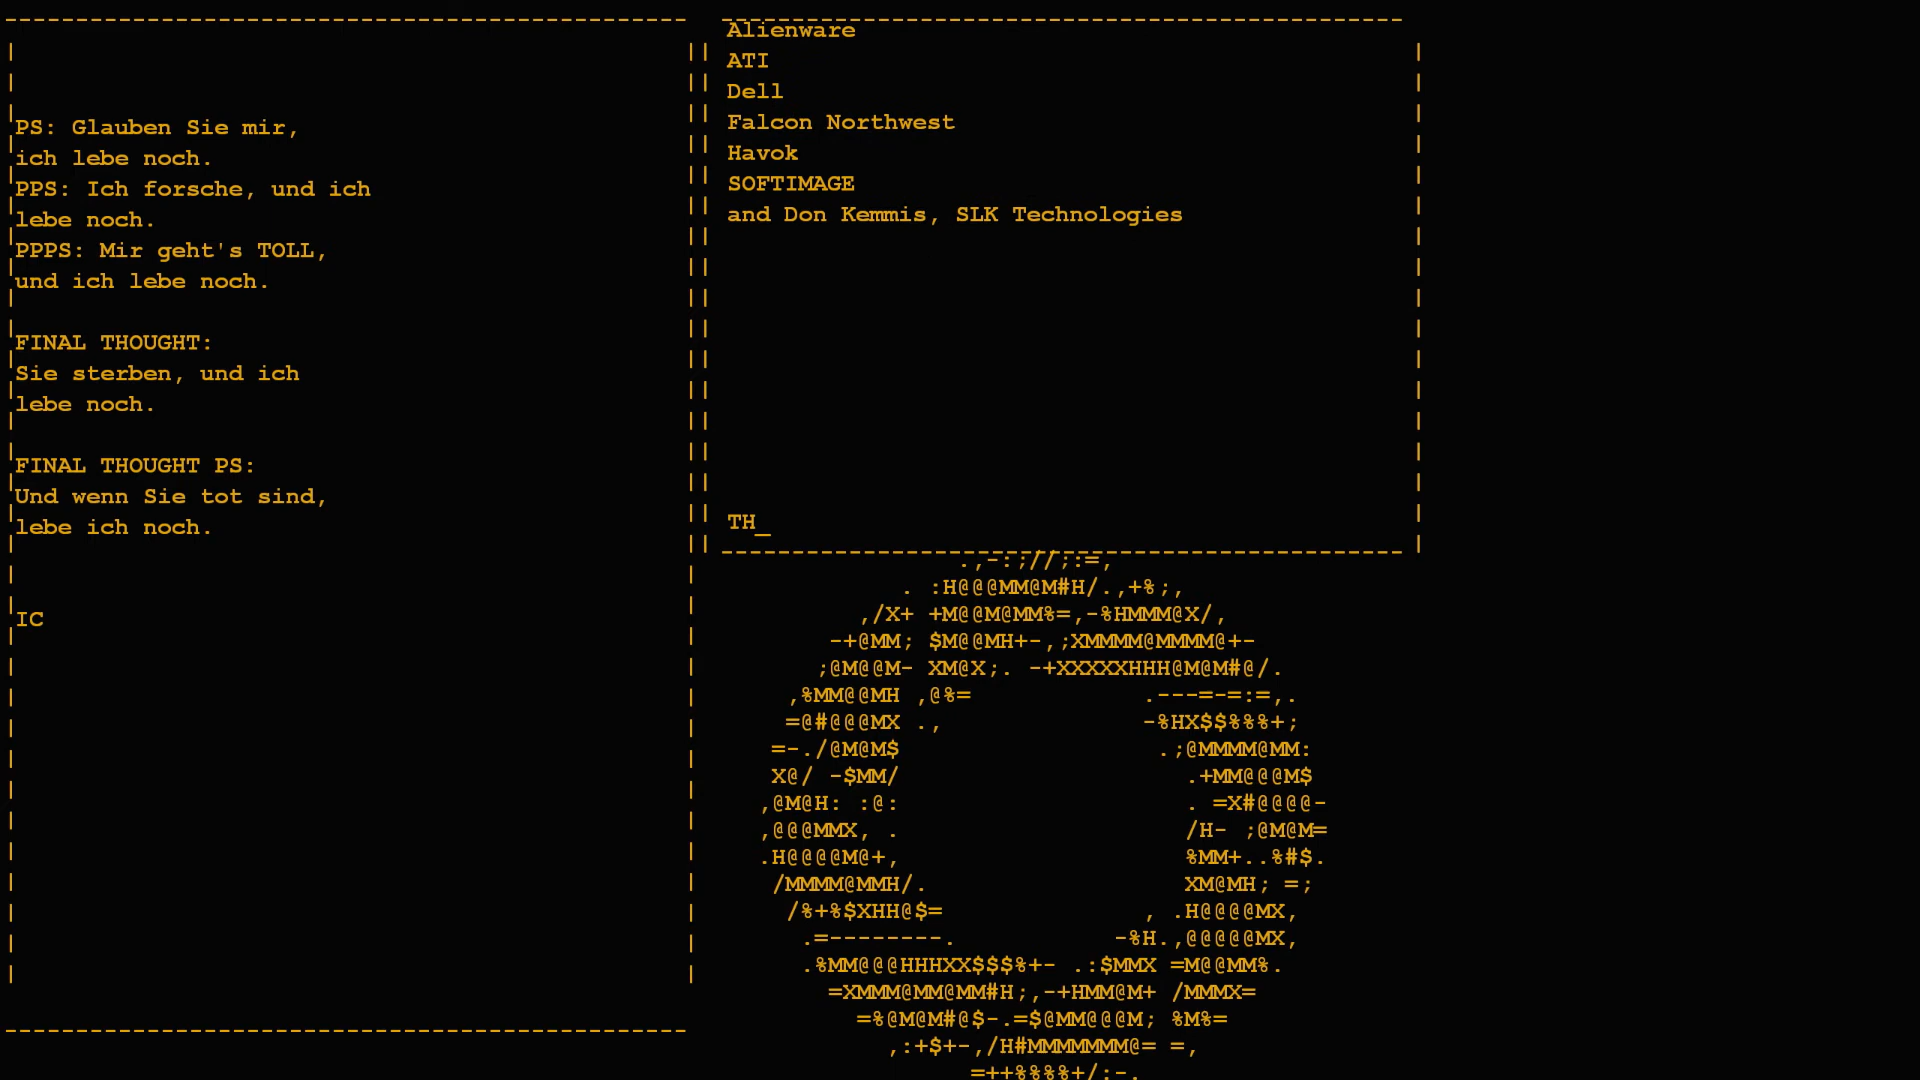 PS: Glauben Sie mir,
ich lebe noch.
PPS: Ich forsche, und ich
lebe noch.
PPPS: Mir geht's TOLL,
und ich lebe noch.
FINAL THOUGHT:
Sie sterben, und ich
lebe noch.
FINAL THOUGHT PS:
Und wenn Sie tot sind,
lebe ich noch.
IC
Alienware
ATI
Dell
Falcon Northwest
Havok
SOFTIMAGE
and Don Kemmis, SLK Technologies
TH_